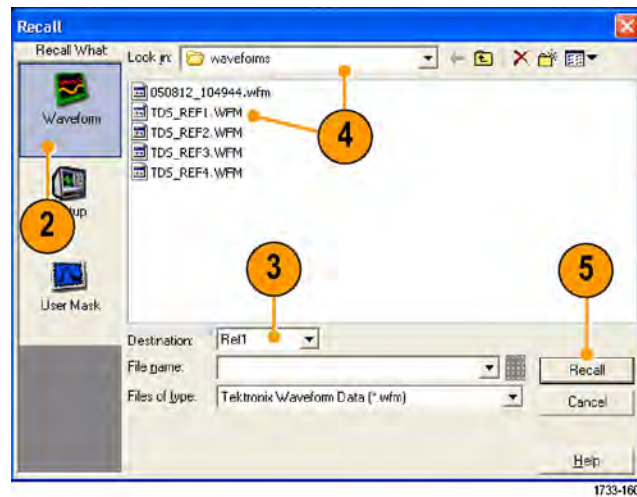 Recall
Recall What
Look in:
waveforms
Waveform
Setup
User Mask
050812_104944.wfm
TDS_REF1.WFM
TDS_REF2.WFM
TDS_REF3.WFM
TDS_REF4.WFM
2
4
3
5
Destination:
Ref1
File name:
Recall
Files of type:
Tektronix Waveform Data (*.wfm)
Cancel
Help
1733-160